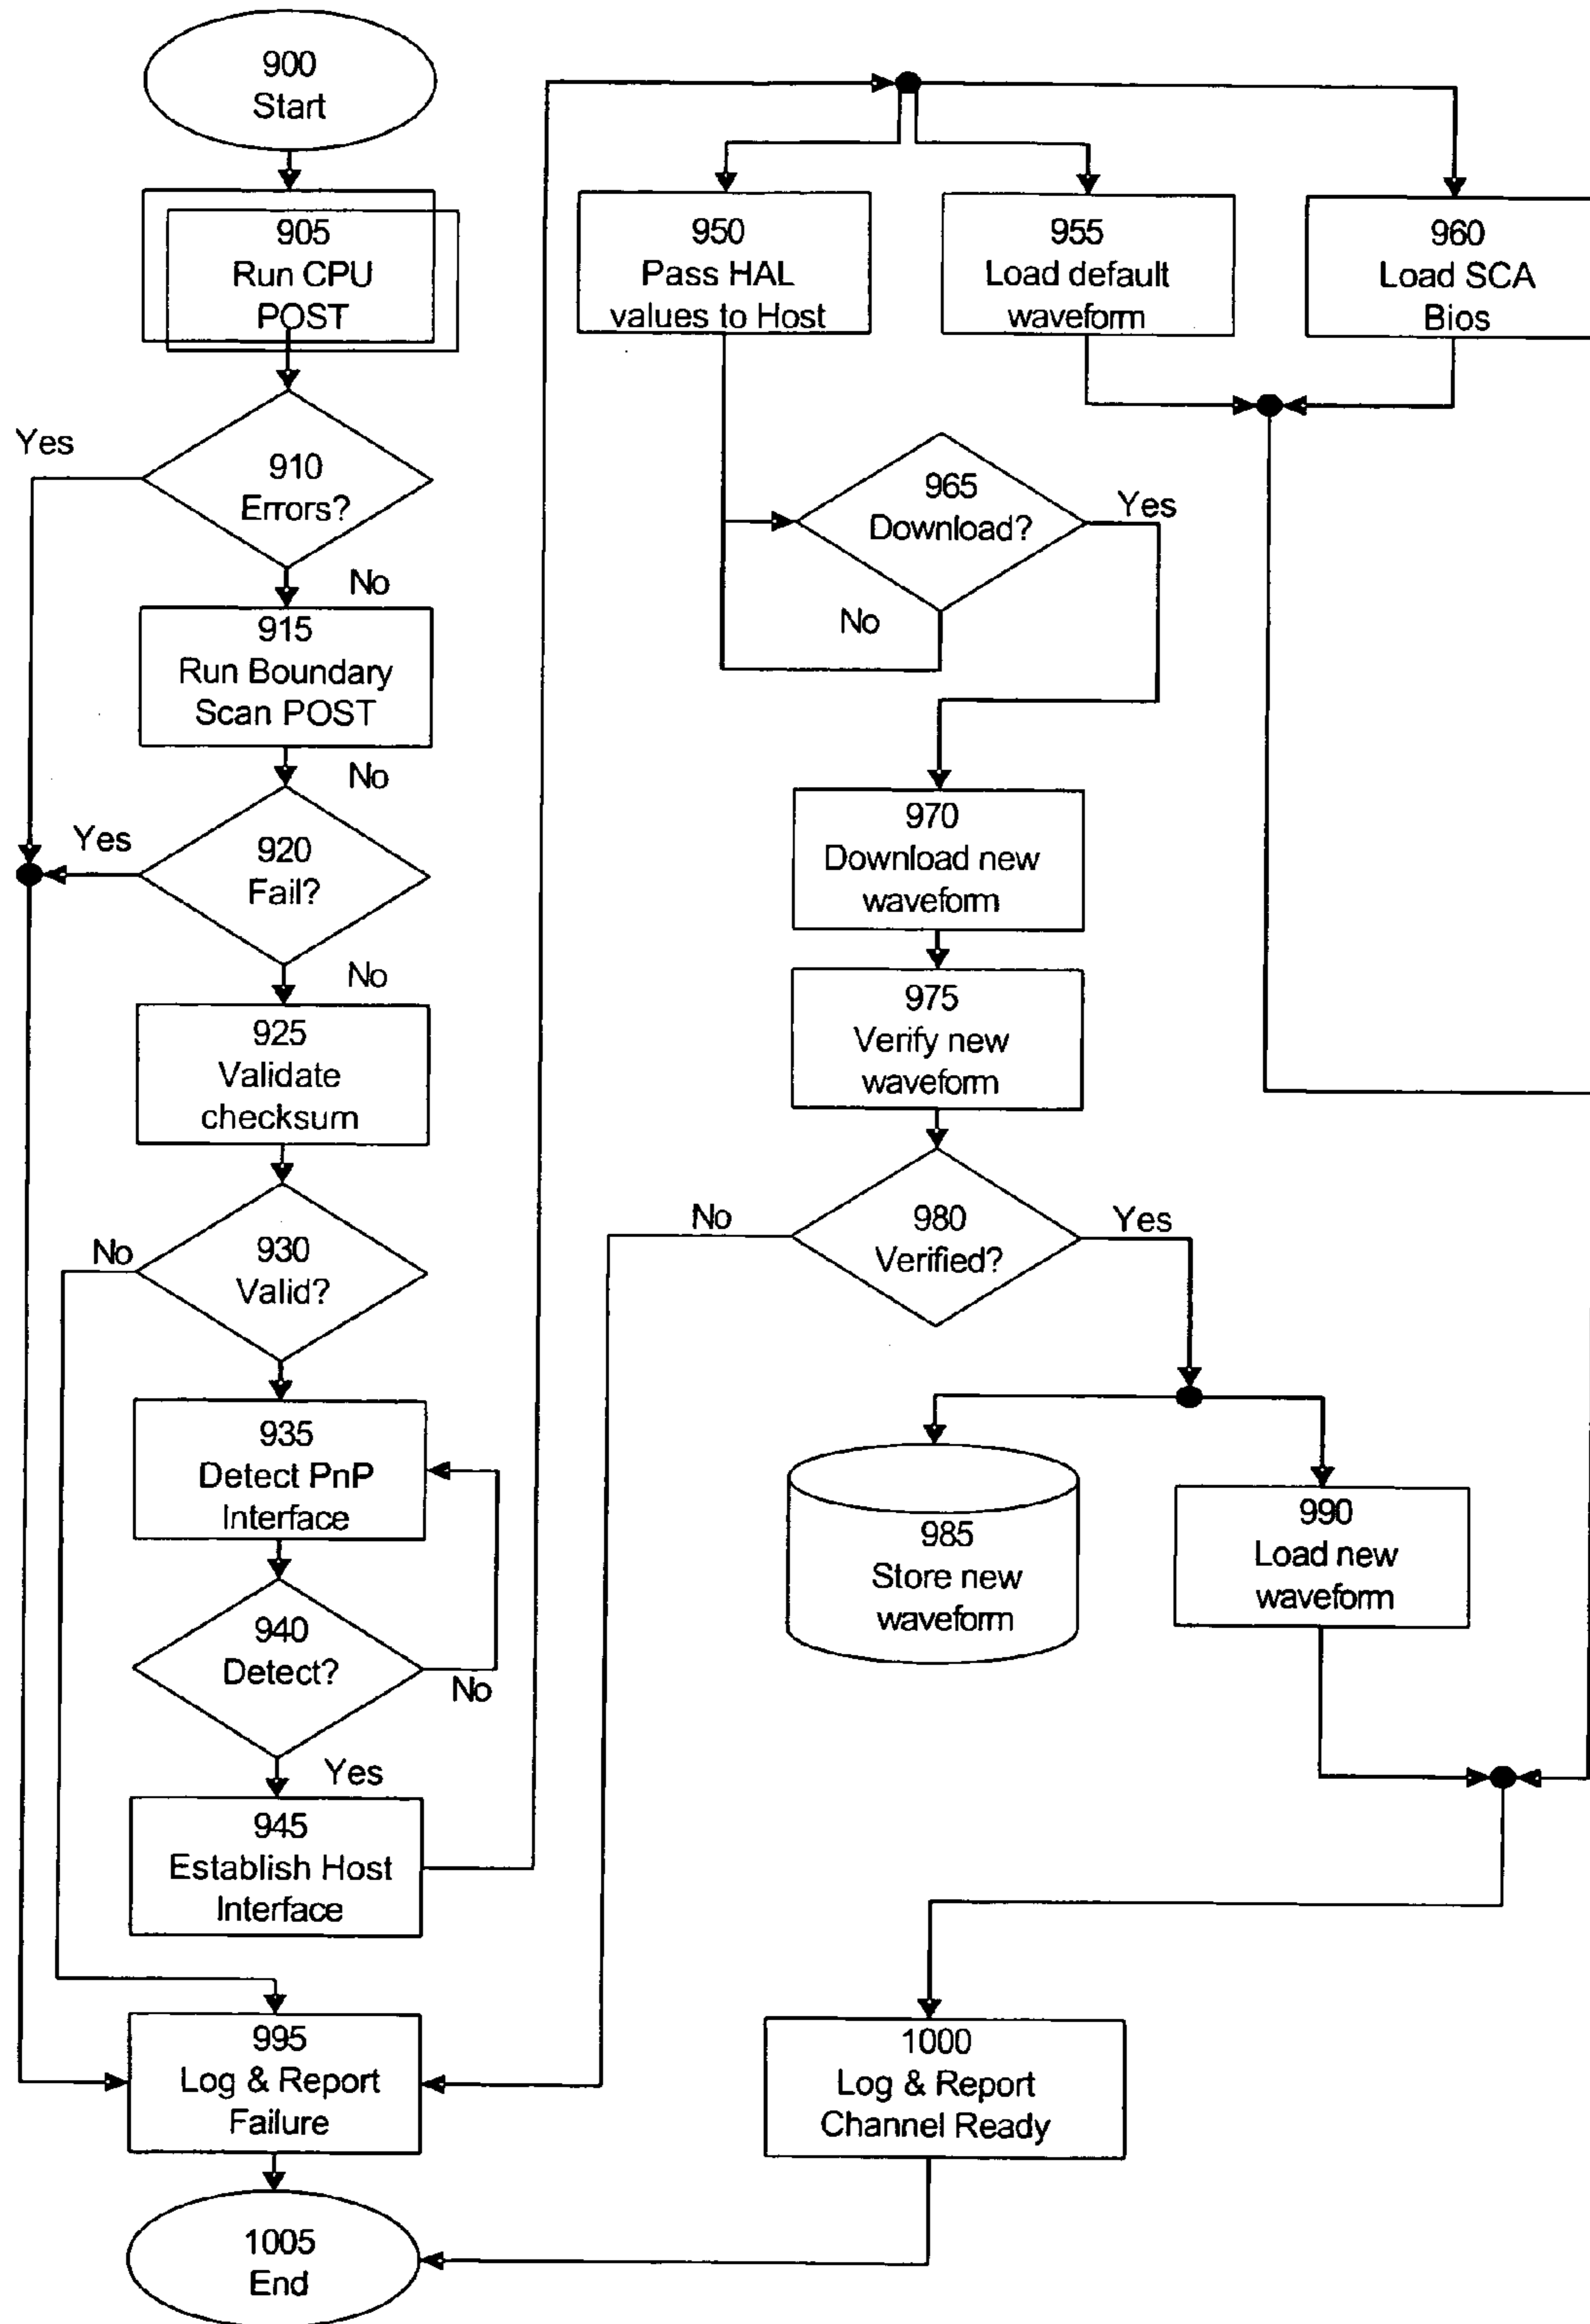 900
Start
905
Run CPU
POST
Yes
910
Errors?
No
915
Run Boundary
Scan POST
No
Yes
920
Fail?
No
925
Validate
checksum
No
930
Valid?
935
Detect PnP
Interface
940
Detect?
No
Yes
945
Establish Host
Interface
995
Log & Report
Failure
1005
End
950
Pass HAL
values to Host
955
Load default
waveform
960
Load SCA
Bios
965
Download?
Yes
No
970
Download new
waveform
975
Verify new
waveform
No
980
Verified?
Yes
985
Store new
waveform
990
Load new
waveform
1000
Log & Report
Channel Ready